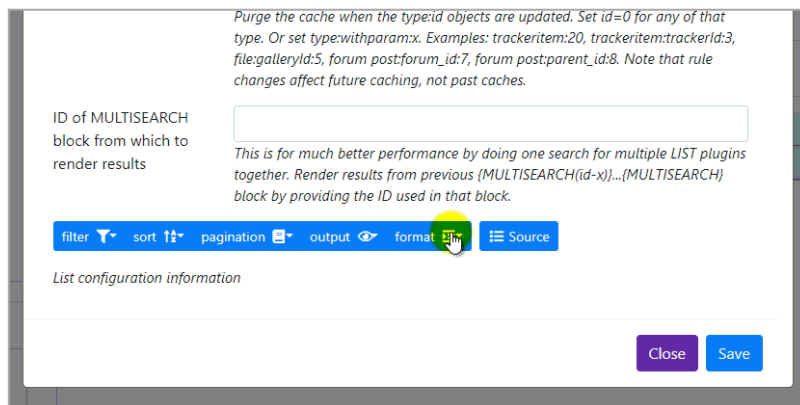 Purge the cache when the type:id objects are updated. Set id=0 for any of that
type. Or set type:withparam:x. Examples: trackeritem:20, trackeritem:trackerId:3,
file:galleryId:5, forum post:forum_id:7, forum post:parent_id:8. Note that rule
changes affect future caching, not past caches.
ID of MULTISEARCH
block from which to
render results
This is for much better performance by doing one search for multiple LIST plugins
together. Render results from previous {MULTISEARCH(id-x)}...{MULTISEARCH}
block by providing the ID used in that block.
filter sort pagination output format Source
List configuration information
Close Save